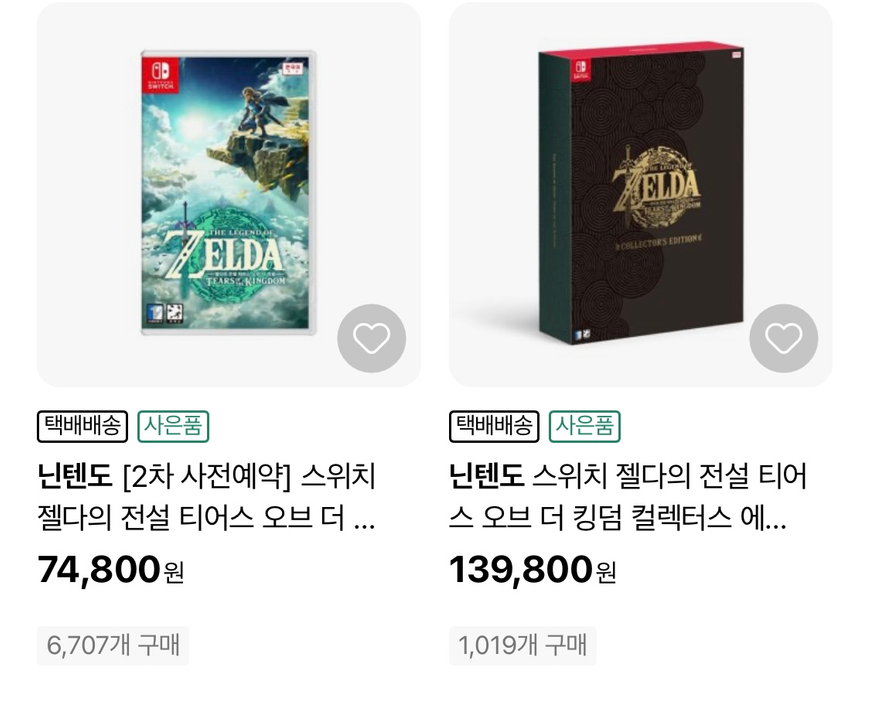 NINTENDO
SWITCH
한국어
THE LEGEND OF
ZELDA
TEARS OF THE KINGDOM
THE LEGEND OF
ZELDA
TEARS OF THE KINGDOM
COLLECTOR'S EDITION
택배배송 사은품
닌텐도 [2차 사전예약] 스위치
젤다의 전설 티어스 오브 더 ...
74,800원
6,707개 구매
택배배송 사은품
닌텐도 스위치 젤다의 전설 티어
스 오브 더 킹덤 컬렉터스 에...
139,800원
1,019개 구매